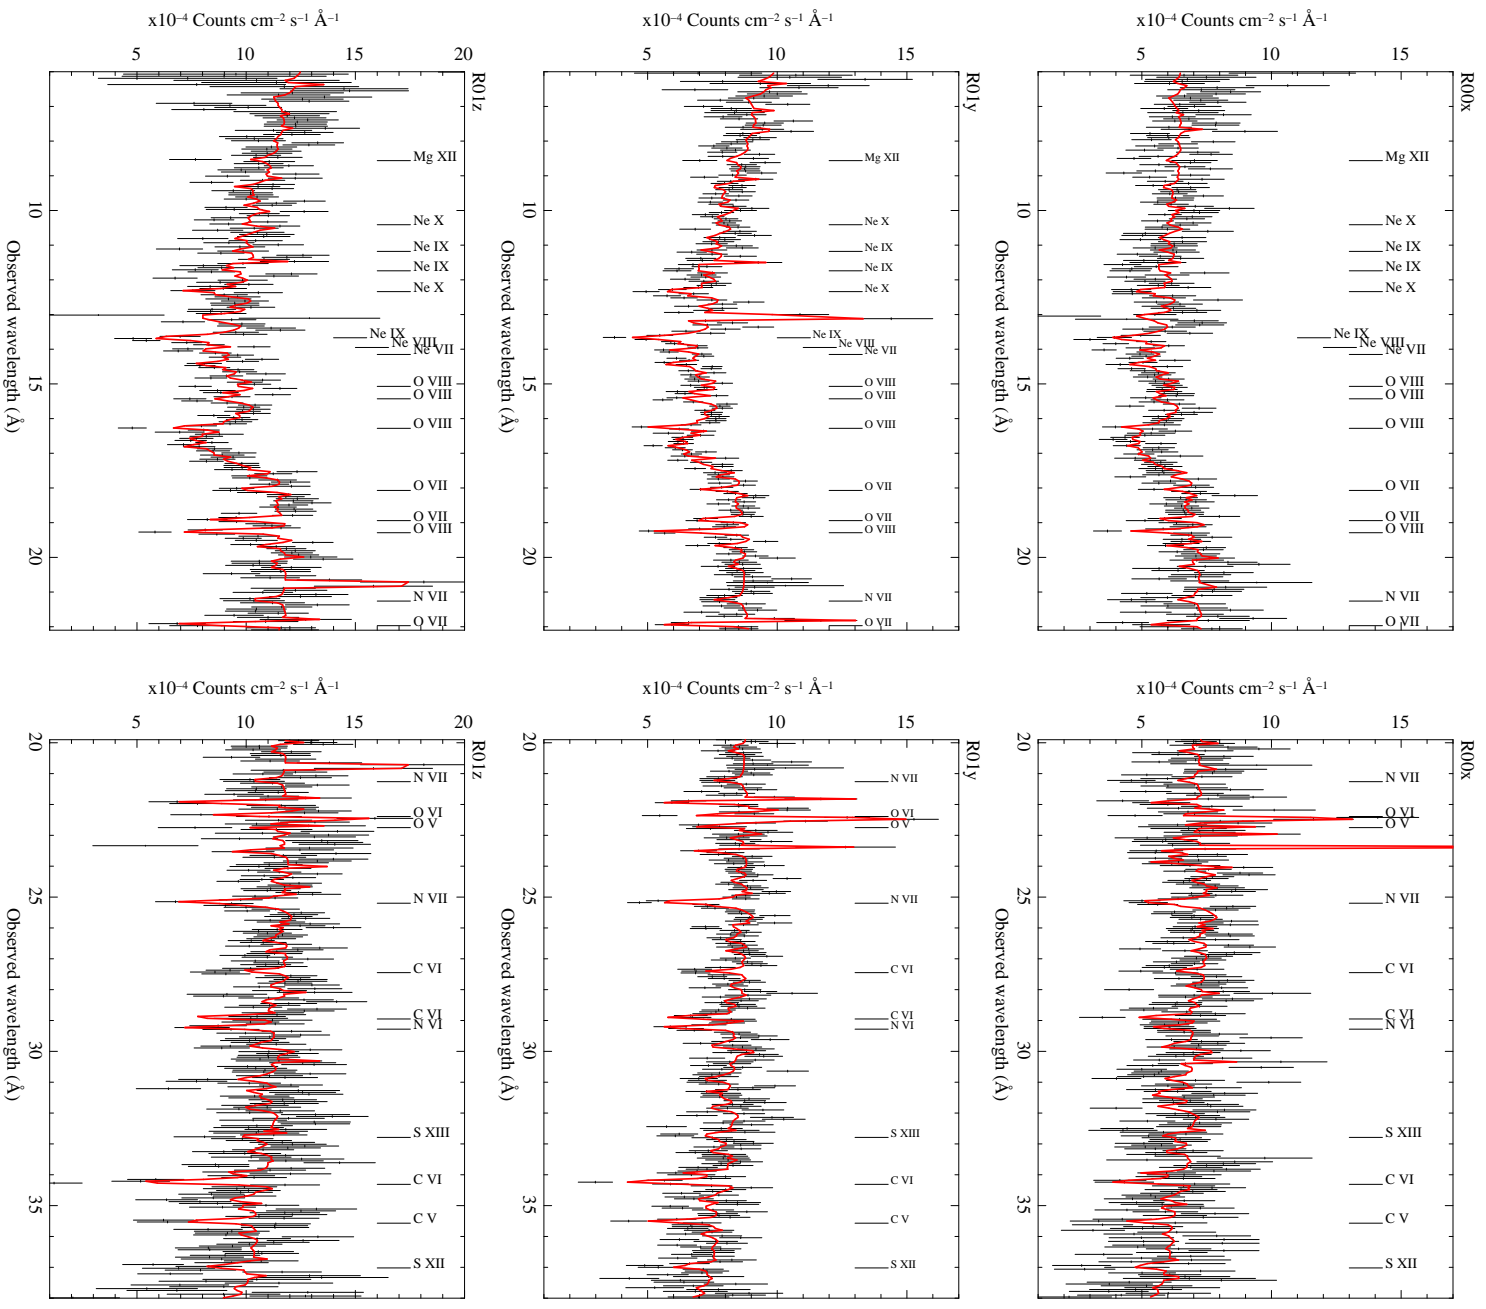 x10⁻⁴ Counts cm⁻² s⁻¹ Å⁻¹
5 10 15 20
R01z
Mg XII
Ne X
Ne IX
Ne IX
Ne X
Ne IX
Ne VIII
Ne VII
O VIII
O VIII
O VIII
O VII
O VII
O VIII
N VII
O VII
10 15 20
Observed wavelength (Å)
x10⁻⁴ Counts cm⁻² s⁻¹ Å⁻¹
5 10 15
R01y
Mg XII
Ne X
Ne IX
Ne IX
Ne X
Ne IX
Ne VIII
Ne VII
O VIII
O VIII
O VIII
O VII
O VII
O VIII
N VII
O VII
10 15 20
Observed wavelength (Å)
x10⁻⁴ Counts cm⁻² s⁻¹ Å⁻¹
5 10 15
R00x
Mg XII
Ne X
Ne IX
Ne IX
Ne X
Ne IX
Ne VIII
Ne VII
O VIII
O VIII
O VIII
O VII
O VII
O VIII
N VII
O VII
10 15 20
Observed wavelength (Å)
x10⁻⁴ Counts cm⁻² s⁻¹ Å⁻¹
5 10 15 20
R01z
N VII
O VI
O V
N VII
C VI
C VI
N VI
S XIII
C VI
C V
S XII
20 25 30 35
Observed wavelength (Å)
x10⁻⁴ Counts cm⁻² s⁻¹ Å⁻¹
5 10 15
R01y
N VII
O VI
O V
N VII
C VI
C VI
N VI
S XIII
C VI
C V
S XII
20 25 30 35
Observed wavelength (Å)
x10⁻⁴ Counts cm⁻² s⁻¹ Å⁻¹
5 10 15
R00x
N VII
O VI
O V
N VII
C VI
C VI
N VI
S XIII
C VI
C V
S XII
20 25 30 35
Observed wavelength (Å)